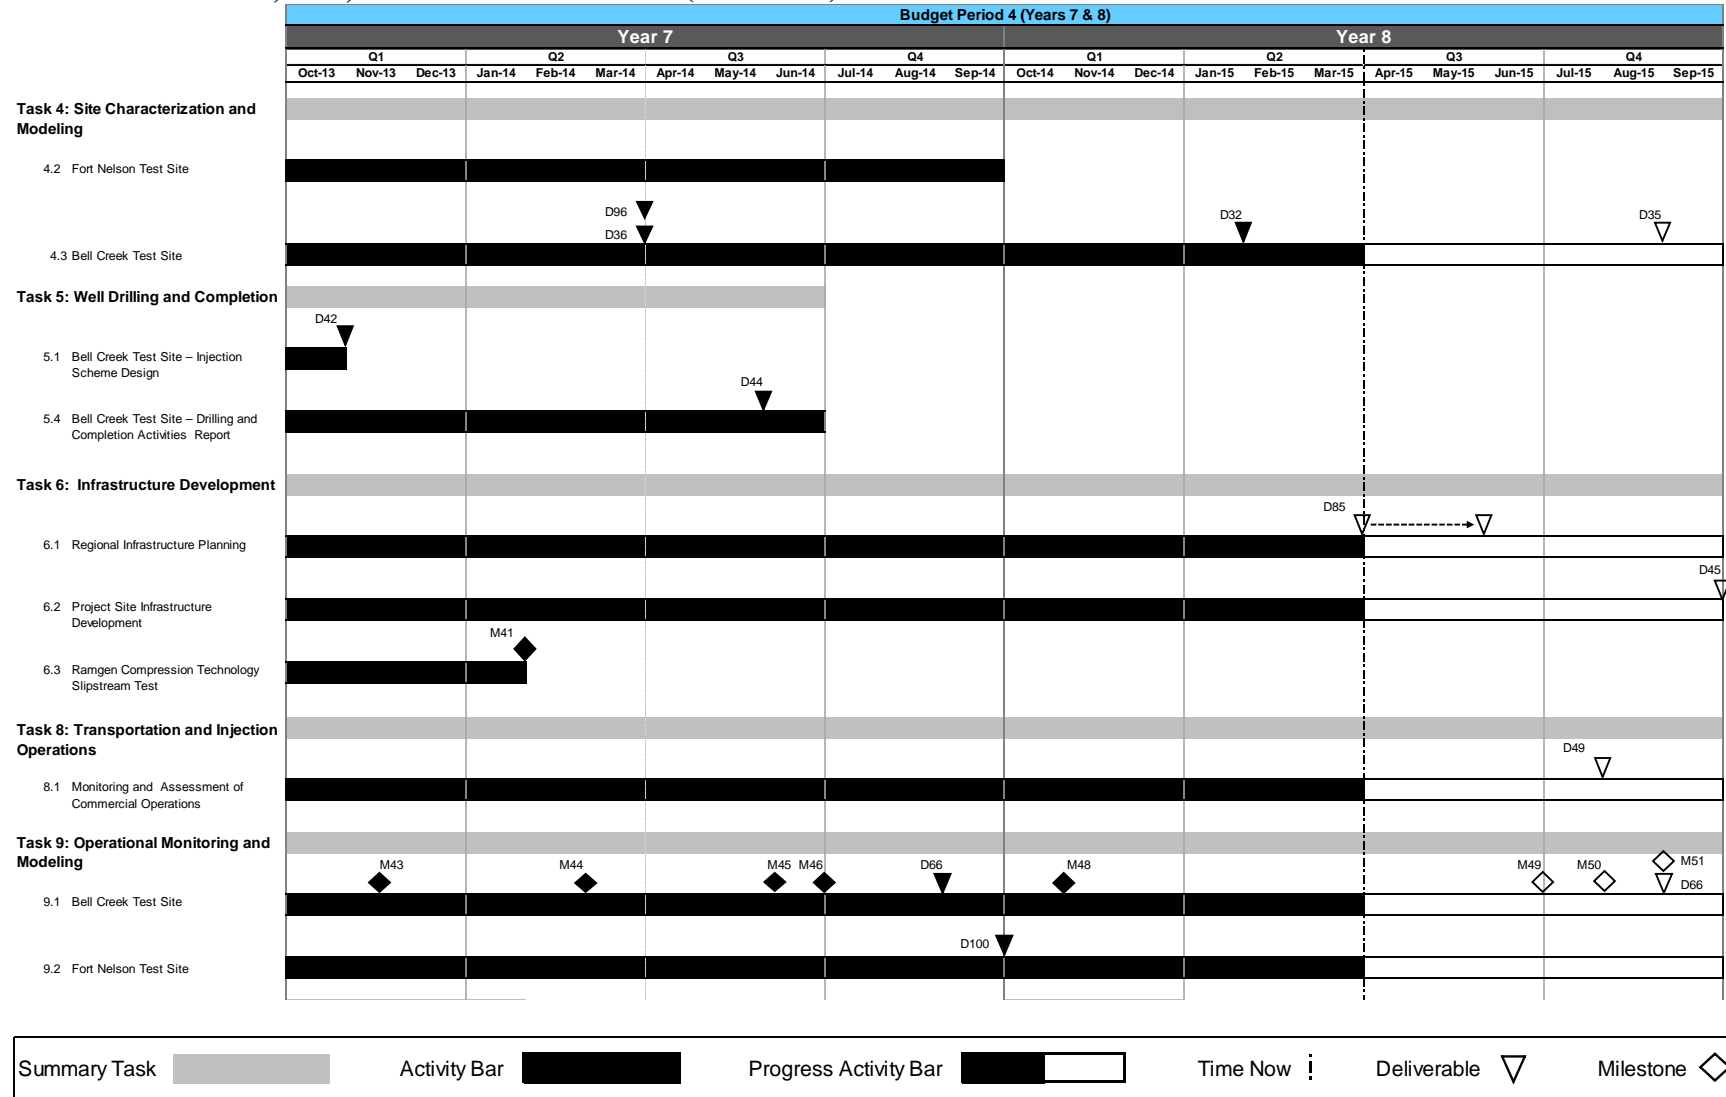 Budget Period 4 (Years 7 & 8)
Year 7 Year 8
Q1 Q2 Q3 Q4 Q1 Q2 Q3 Q4
Oct-13 Nov-13 Dec-13 Jan-14 Feb-14 Mar-14 Apr-14 May-14 Jun-14 Jul-14 Aug-14 Sep-14 Oct-14 Nov-14 Dec-14 Jan-15 Feb-15 Mar-15 Apr-15 May-15 Jun-15 Jul-15 Aug-15 Sep-15
Task 4: Site Characterization and
Modeling
4.2 Fort Nelson Test Site
D96 D32 D35
D36
4.3 Bell Creek Test Site
Task 5: Well Drilling and Completion
D42
5.1 Bell Creek Test Site – Injection
Scheme Design
D44
5.4 Bell Creek Test Site – Drilling and
Completion Activities Report
Task 6: Infrastructure Development
D85
6.1 Regional Infrastructure Planning
D45
6.2 Project Site Infrastructure
Development
M41
6.3 Ramgen Compression Technology
Slipstream Test
Task 8: Transportation and Injection
Operations
D49
8.1 Monitoring and Assessment of
Commercial Operations
Task 9: Operational Monitoring and
Modeling
M43 M44 M45 M46 D66 M48 M49 M50 M51
D66
9.1 Bell Creek Test Site
D100
9.2 Fort Nelson Test Site
Summary Task Activity Bar Progress Activity Bar Time Now Deliverable Milestone